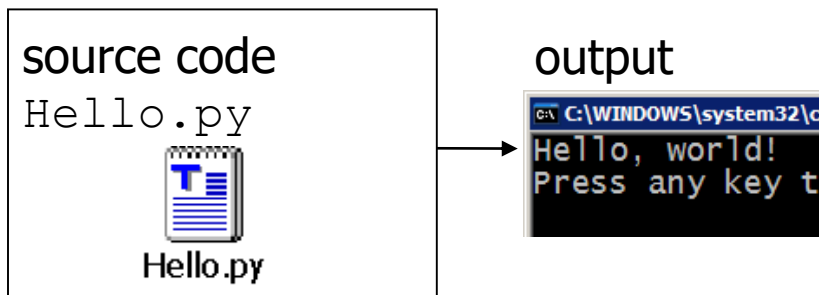 source code
Hello.py
Hello.py
output
C:\WINDOWS\system32\c
Hello, world!
Press any key t